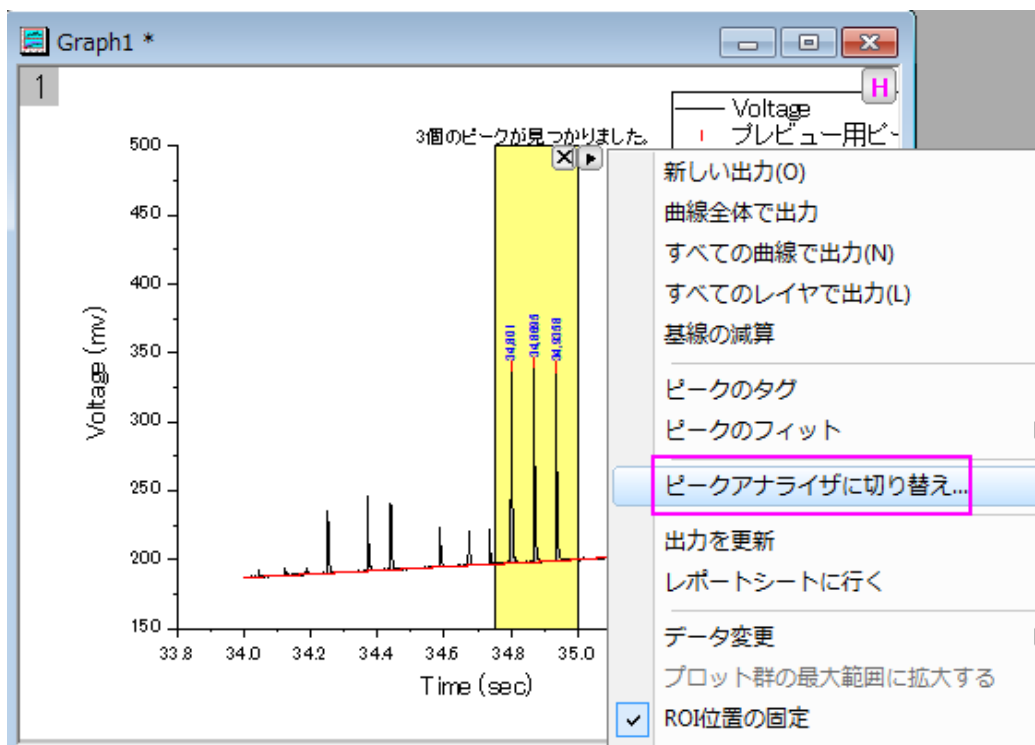 Graph1 *
1
H
Voltage
プレビュー用ピ
3個のピークが見つかりました。
500
450
400
350
300
250
200
150
Voltage (mv)
34.801
34.8695
34.9358
33.8 34.0 34.2 34.4 34.6 34.8 35.0
Time (sec)
新しい出力(O)
曲線全体で出力
すべての曲線で出力(N)
すべてのレイヤで出力(L)
基線の減算
ピークのタグ
ピークのフィット
ピークアナライザに切り替え...
出力を更新
レポートシートに行く
データ変更
プロット群の最大範囲に拡大する
ROI位置の固定